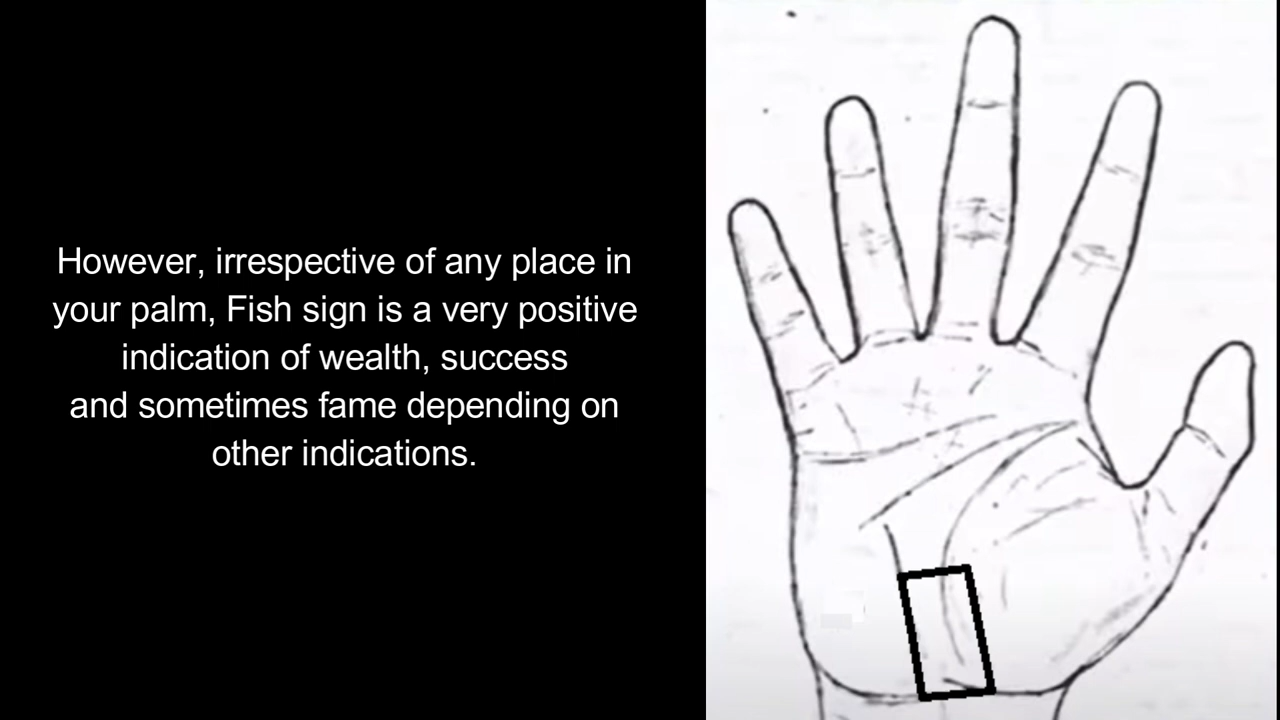 However, irrespective of any place in
your palm, Fish sign is a very positive
indication of wealth, success
and sometimes fame depending on
other indications.